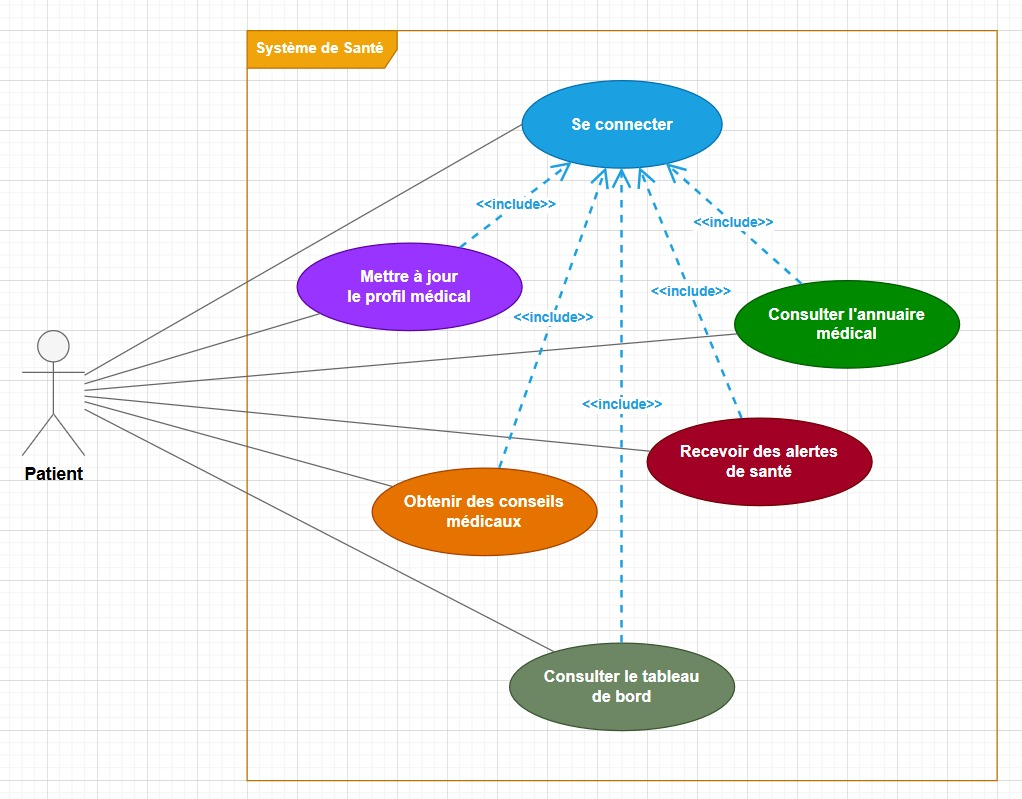 Système de Santé
Se connecter
<<include>>
<<include>>
Mettre à jour
le profil médical
<<include>>
<<include>>
Consulter l'annuaire
médical
<<include>>
Recevoir des alertes
de santé
Patient
Obtenir des conseils
médicaux
Consulter le tableau
de bord